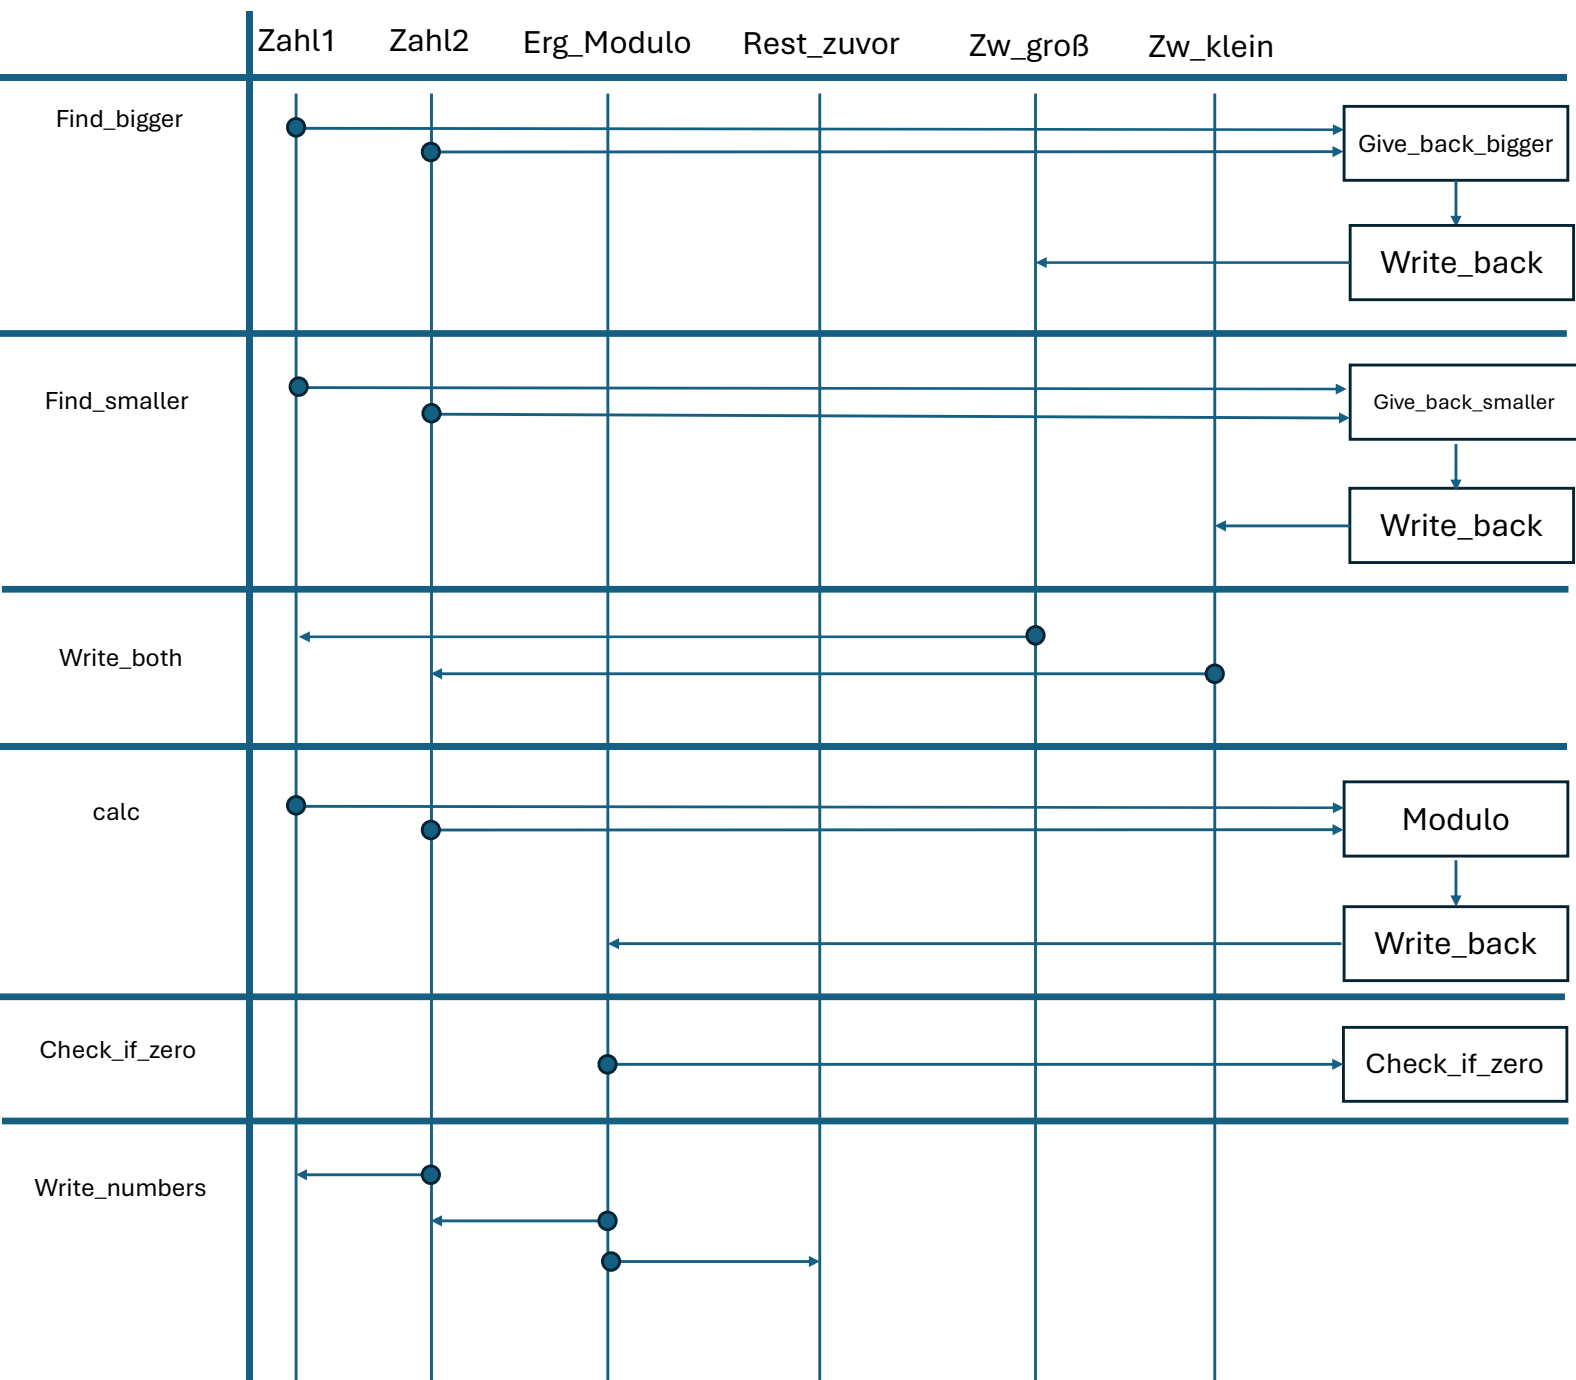 Zahl1
Zahl2
Erg_Modulo
Rest_zuvor
Zw_groß
Zw_klein
Find_bigger
Give_back_bigger
Write_back
Find_smaller
Give_back_smaller
Write_back
Write_both
calc
Modulo
Write_back
Check_if_zero
Check_if_zero
Write_numbers